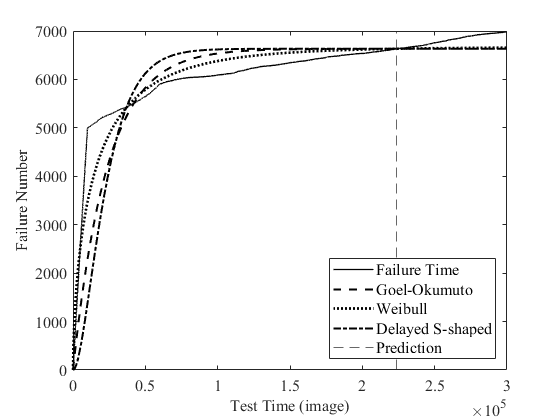 7000
6000
5000
4000
3000
2000
1000
0
Failure Number
Failure Time
Goel-Okumuto
Weibull
Delayed S-shaped
Prediction
0 0.5 1 1.5 2 2.5 3
Test Time (image)
×10^5